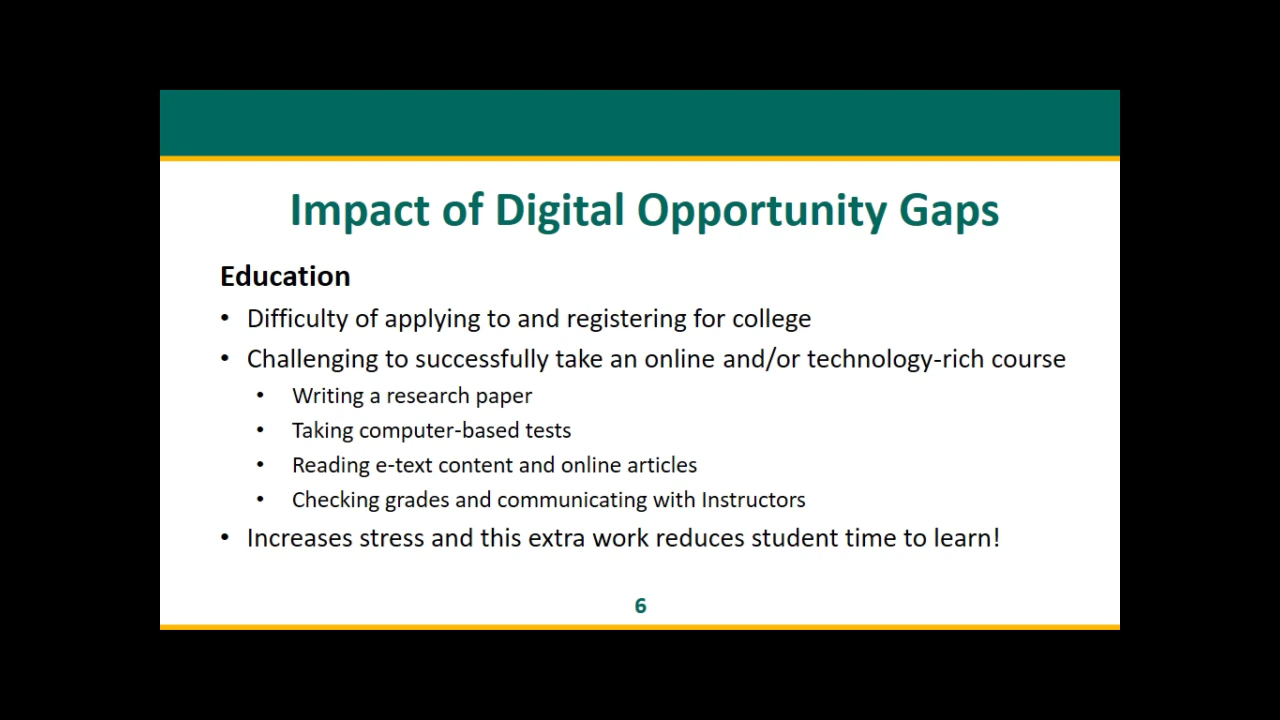 Impact of Digital Opportunity Gaps
Education
• Difficulty of applying to and registering for college
• Challenging to successfully take an online and/or technology-rich course
• Writing a research paper
• Taking computer-based tests
• Reading e-text content and online articles
• Checking grades and communicating with Instructors
• Increases stress and this extra work reduces student time to learn!
6